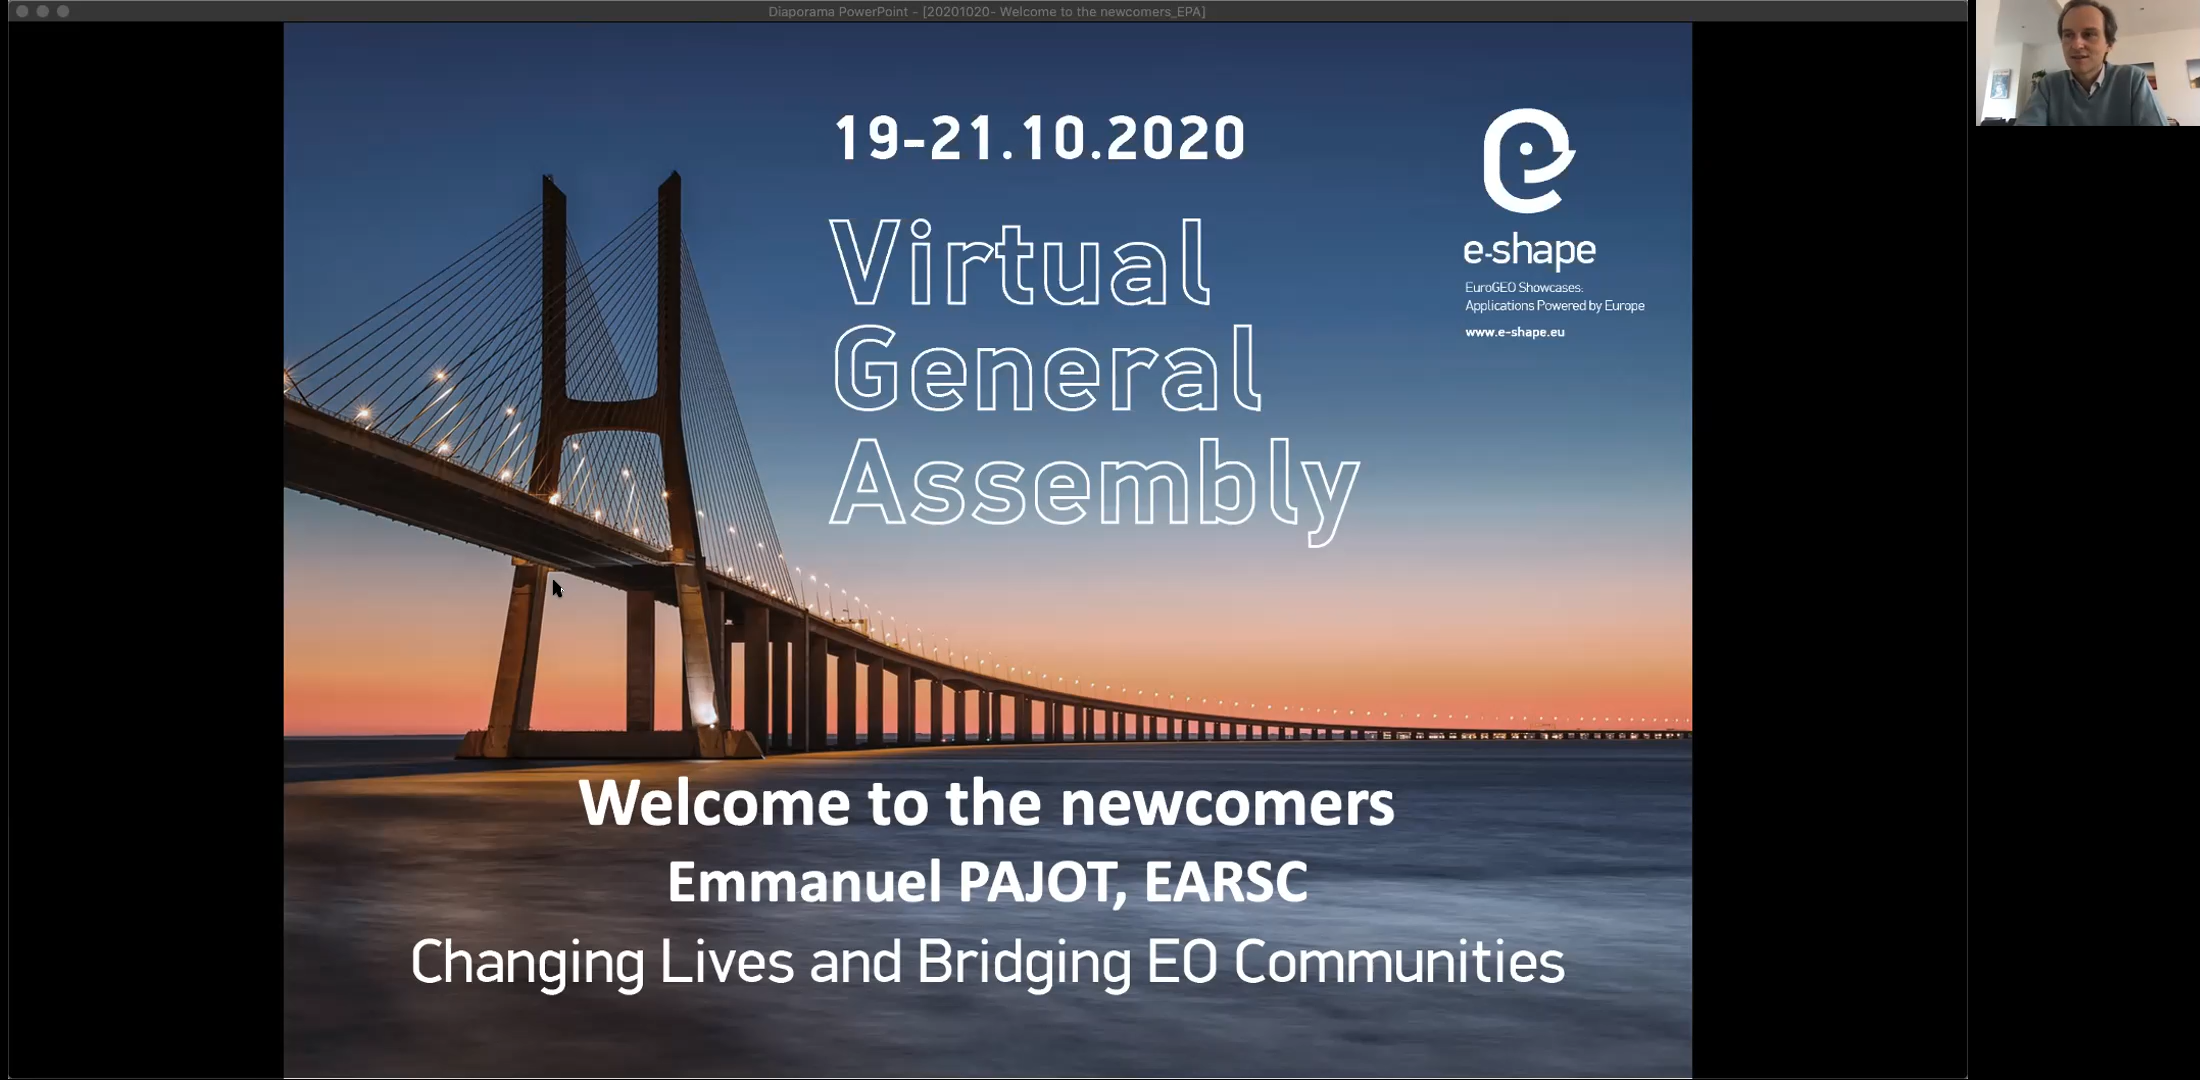 Diaporama PowerPoint - [20201020- Welcome to the newcomers_EPA]
19-21.10.2020
Virtual
General
Assembly
e-shape
EuroGEO Showcases:
Applications Powered by Europe
www.e-shape.eu
Welcome to the newcomers
Emmanuel PAJOT, EARSC
Changing Lives and Bridging EO Communities